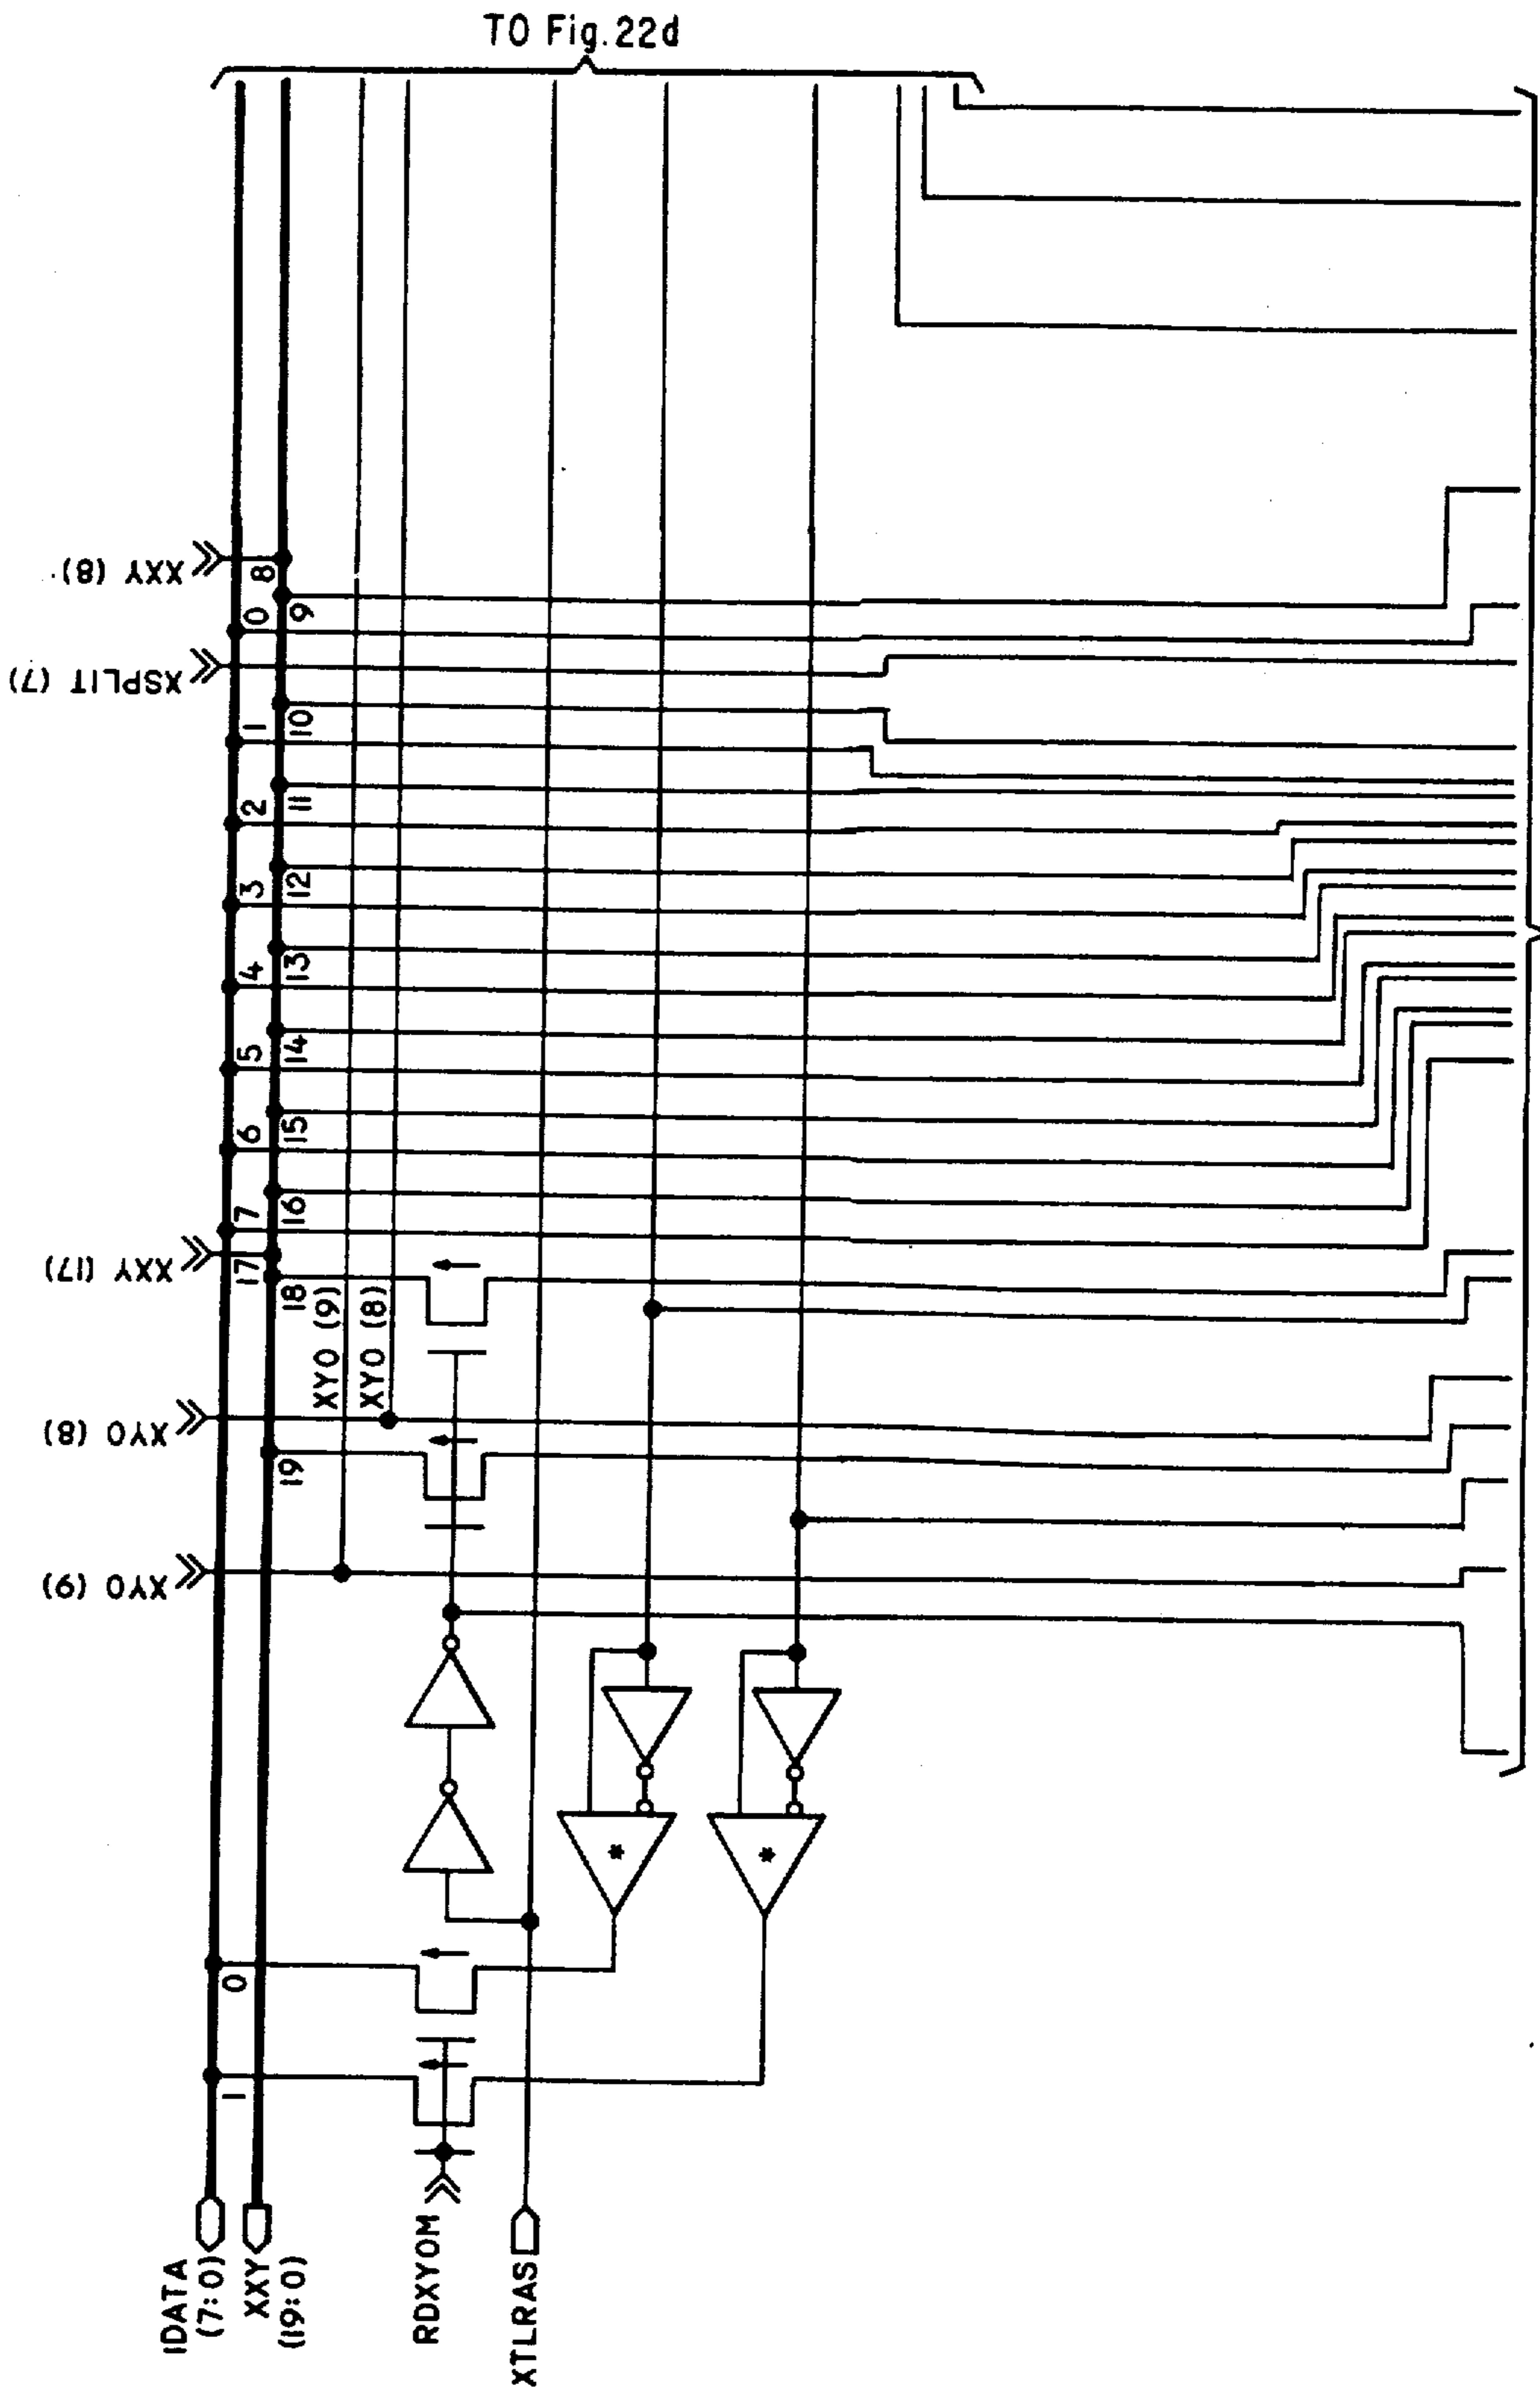 TO Fig. 22d
XXY (8)
XSPLIT (7)
XXY (17)
XYO (8)
XYO (9)
8
9
0
10
1
11
2
12
3
13
4
14
5
15
6
16
7
17
18
XYO (9)
XYO (8)
19
*
*
0
1
IDATA
(7:0)
XXY
(19:0)
RDXYOM
XTLRAS